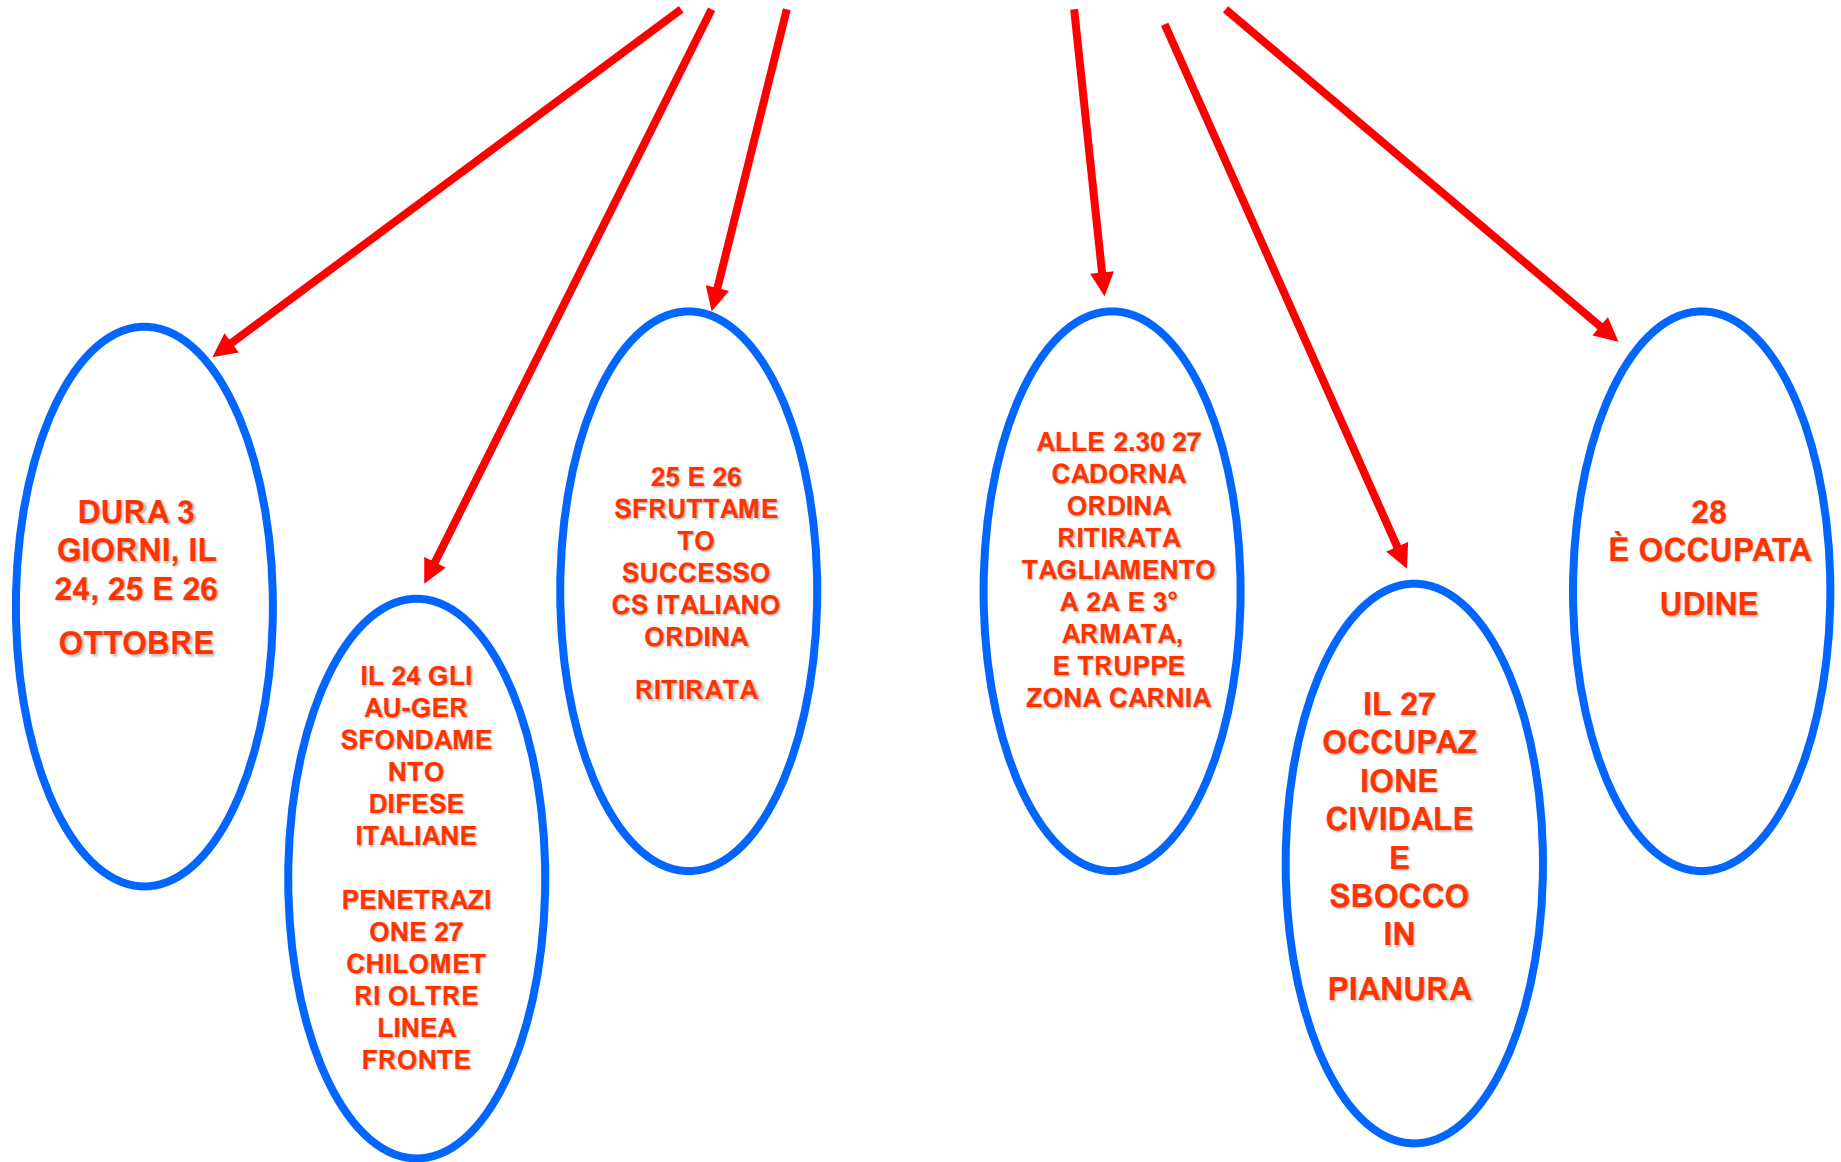 DURA 3
GIORNI, IL
24, 25 E 26
OTTOBRE
IL 24 GLI
AU-GER
SFONDAME
NTO
DIFESE
ITALIANE
PENETRAZI
ONE 27
CHILOMET
RI OLTRE
LINEA
FRONTE
25 E 26
SFRUTTAME
TO
SUCCESSO
CS ITALIANO
ORDINA
RITIRATA
ALLE 2.30 27
CADORNA
ORDINA
RITIRATA
TAGLIAMENTO
A 2A E 3°
ARMATA,
E TRUPPE
ZONA CARNIA
IL 27
OCCUPAZ
IONE
CIVIDALE
E
SBOCCO
IN
PIANURA
28
È OCCUPATA
UDINE